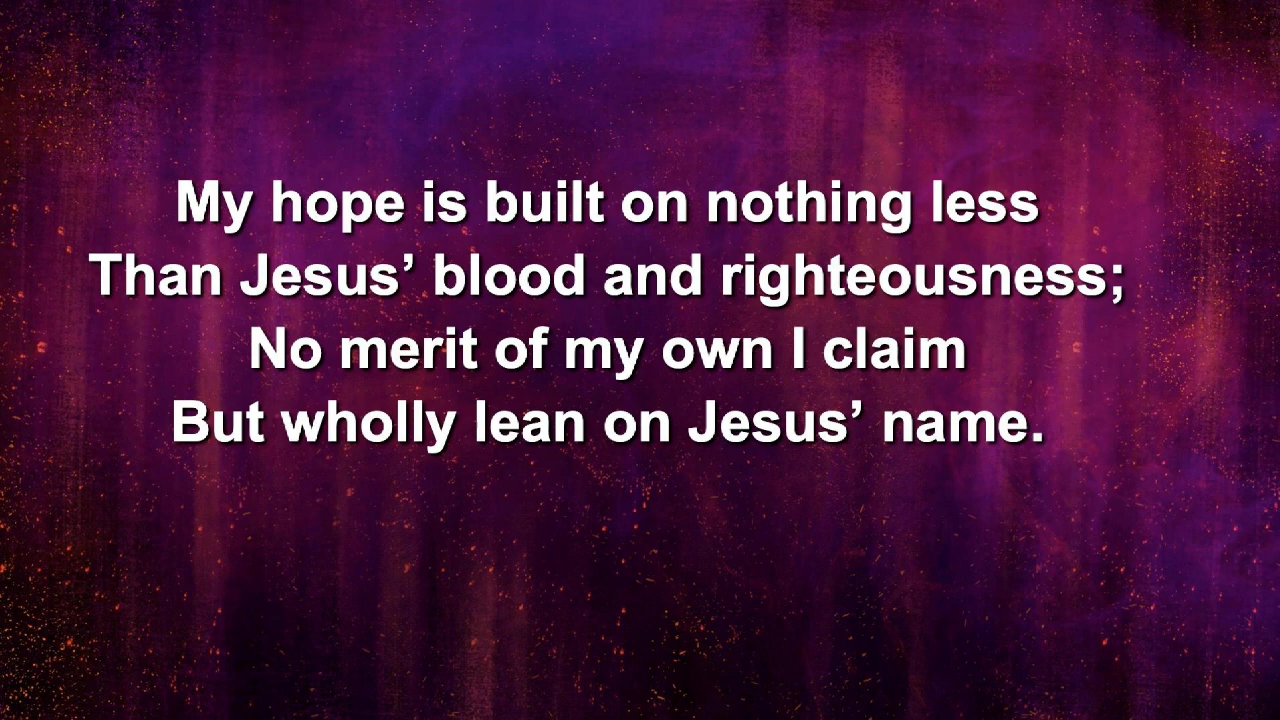 My hope is built on nothing less
Than Jesus’ blood and righteousness;
No merit of my own I claim
But wholly lean on Jesus’ name.